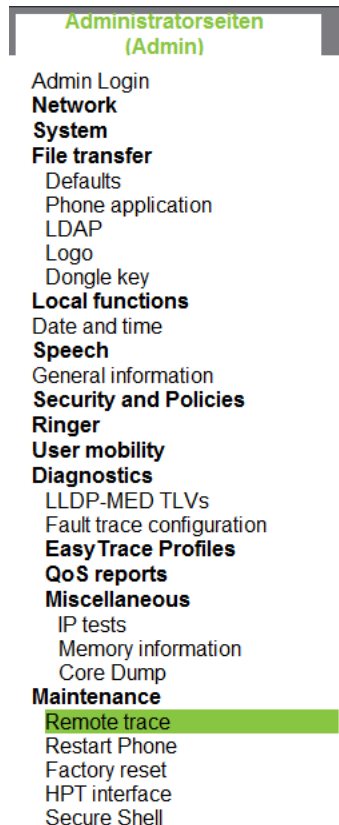 Administratorseiten
(Admin)
Admin Login
Network
System
File transfer
Defaults
Phone application
LDAP
Logo
Dongle key
Local functions
Date and time
Speech
General information
Security and Policies
Ringer
User mobility
Diagnostics
LLDP-MED TLVs
Fault trace configuration
EasyTrace Profiles
QoS reports
Miscellaneous
IP tests
Memory information
Core Dump
Maintenance
Remote trace
Restart Phone
Factory reset
HPT interface
Secure Shell